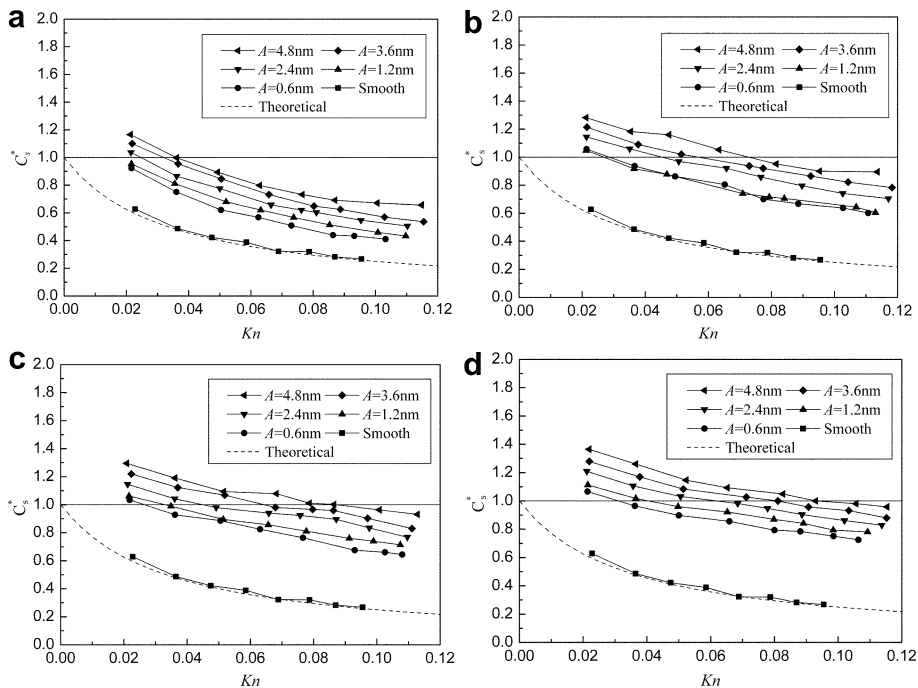 a
2.0
1.8
1.6
1.4
1.2
1.0
0.8
0.6
0.4
0.2
0.0
C*s
A=4.8nm A=3.6nm
A=2.4nm A=1.2nm
A=0.6nm Smooth
Theoretical
0.00 0.02 0.04 0.06 0.08 0.10 0.12
Kn
b
2.0
1.8
1.6
1.4
1.2
1.0
0.8
0.6
0.4
0.2
0.0
C*s
A=4.8nm A=3.6nm
A=2.4nm A=1.2nm
A=0.6nm Smooth
Theoretical
0.00 0.02 0.04 0.06 0.08 0.10 0.12
Kn
c
2.0
1.8
1.6
1.4
1.2
1.0
0.8
0.6
0.4
0.2
0.0
C*s
A=4.8nm A=3.6nm
A=2.4nm A=1.2nm
A=0.6nm Smooth
Theoretical
0.00 0.02 0.04 0.06 0.08 0.10 0.12
Kn
d
2.0
1.8
1.6
1.4
1.2
1.0
0.8
0.6
0.4
0.2
0.0
C*s
A=4.8nm A=3.6nm
A=2.4nm A=1.2nm
A=0.6nm Smooth
Theoretical
0.00 0.02 0.04 0.06 0.08 0.10 0.12
Kn